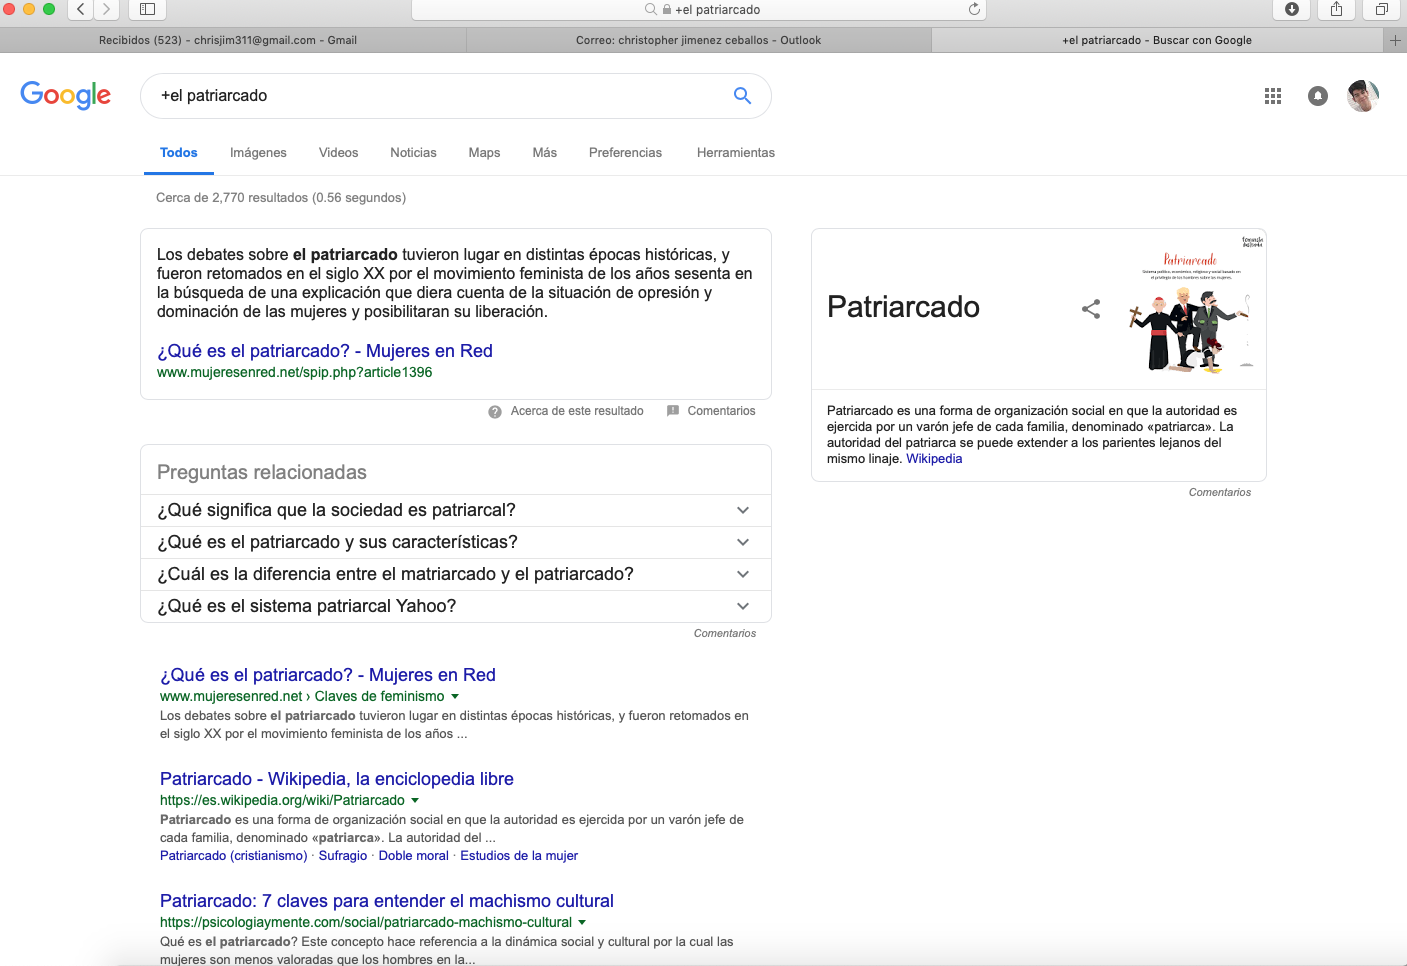 +el patriarcado
Recibidos (523) - chrisjim311@gmail.com - Gmail
Correo: christopher jimenez ceballos - Outlook
+el patriarcado - Buscar con Google
Google
+el patriarcado
Todos
Imágenes
Videos
Noticias
Maps
Más
Preferencias
Herramientas
Cerca de 2,770 resultados (0.56 segundos)
Los debates sobre el patriarcado tuvieron lugar en distintas épocas históricas, y
fueron retomados en el siglo XX por el movimiento feminista de los años sesenta en
la búsqueda de una explicación que diera cuenta de la situación de opresión y
dominación de las mujeres y posibilitaran su liberación.
¿Qué es el patriarcado? - Mujeres en Red
www.mujeresenred.net/spip.php?article1396
Acerca de este resultado
Comentarios
Preguntas relacionadas
¿Qué significa que la sociedad es patriarcal?
¿Qué es el patriarcado y sus características?
¿Cuál es la diferencia entre el matriarcado y el patriarcado?
¿Qué es el sistema patriarcal Yahoo?
Comentarios
¿Qué es el patriarcado? - Mujeres en Red
www.mujeresenred.net › Claves de feminismo
Los debates sobre el patriarcado tuvieron lugar en distintas épocas históricas, y fueron retomados en
el siglo XX por el movimiento feminista de los años ...
Patriarcado - Wikipedia, la enciclopedia libre
https://es.wikipedia.org/wiki/Patriarcado
Patriarcado es una forma de organización social en que la autoridad es ejercida por un varón jefe de
cada familia, denominado «patriarca». La autoridad del ...
Patriarcado (cristianismo) · Sufragio · Doble moral · Estudios de la mujer
Patriarcado: 7 claves para entender el machismo cultural
https://psicologiaymente.com/social/patriarcado-machismo-cultural
Qué es el patriarcado? Este concepto hace referencia a la dinámica social y cultural por la cual las
mujeres son menos valoradas que los hombres en la...
Patriarcado
Patriarcado
Sistema político, económico, religioso y social basado en
el privilegio de los hombres sobre las mujeres.
Patriarcado es una forma de organización social en que la autoridad es
ejercida por un varón jefe de cada familia, denominado «patriarca». La
autoridad del patriarca se puede extender a los parientes lejanos del
mismo linaje. Wikipedia
Comentarios